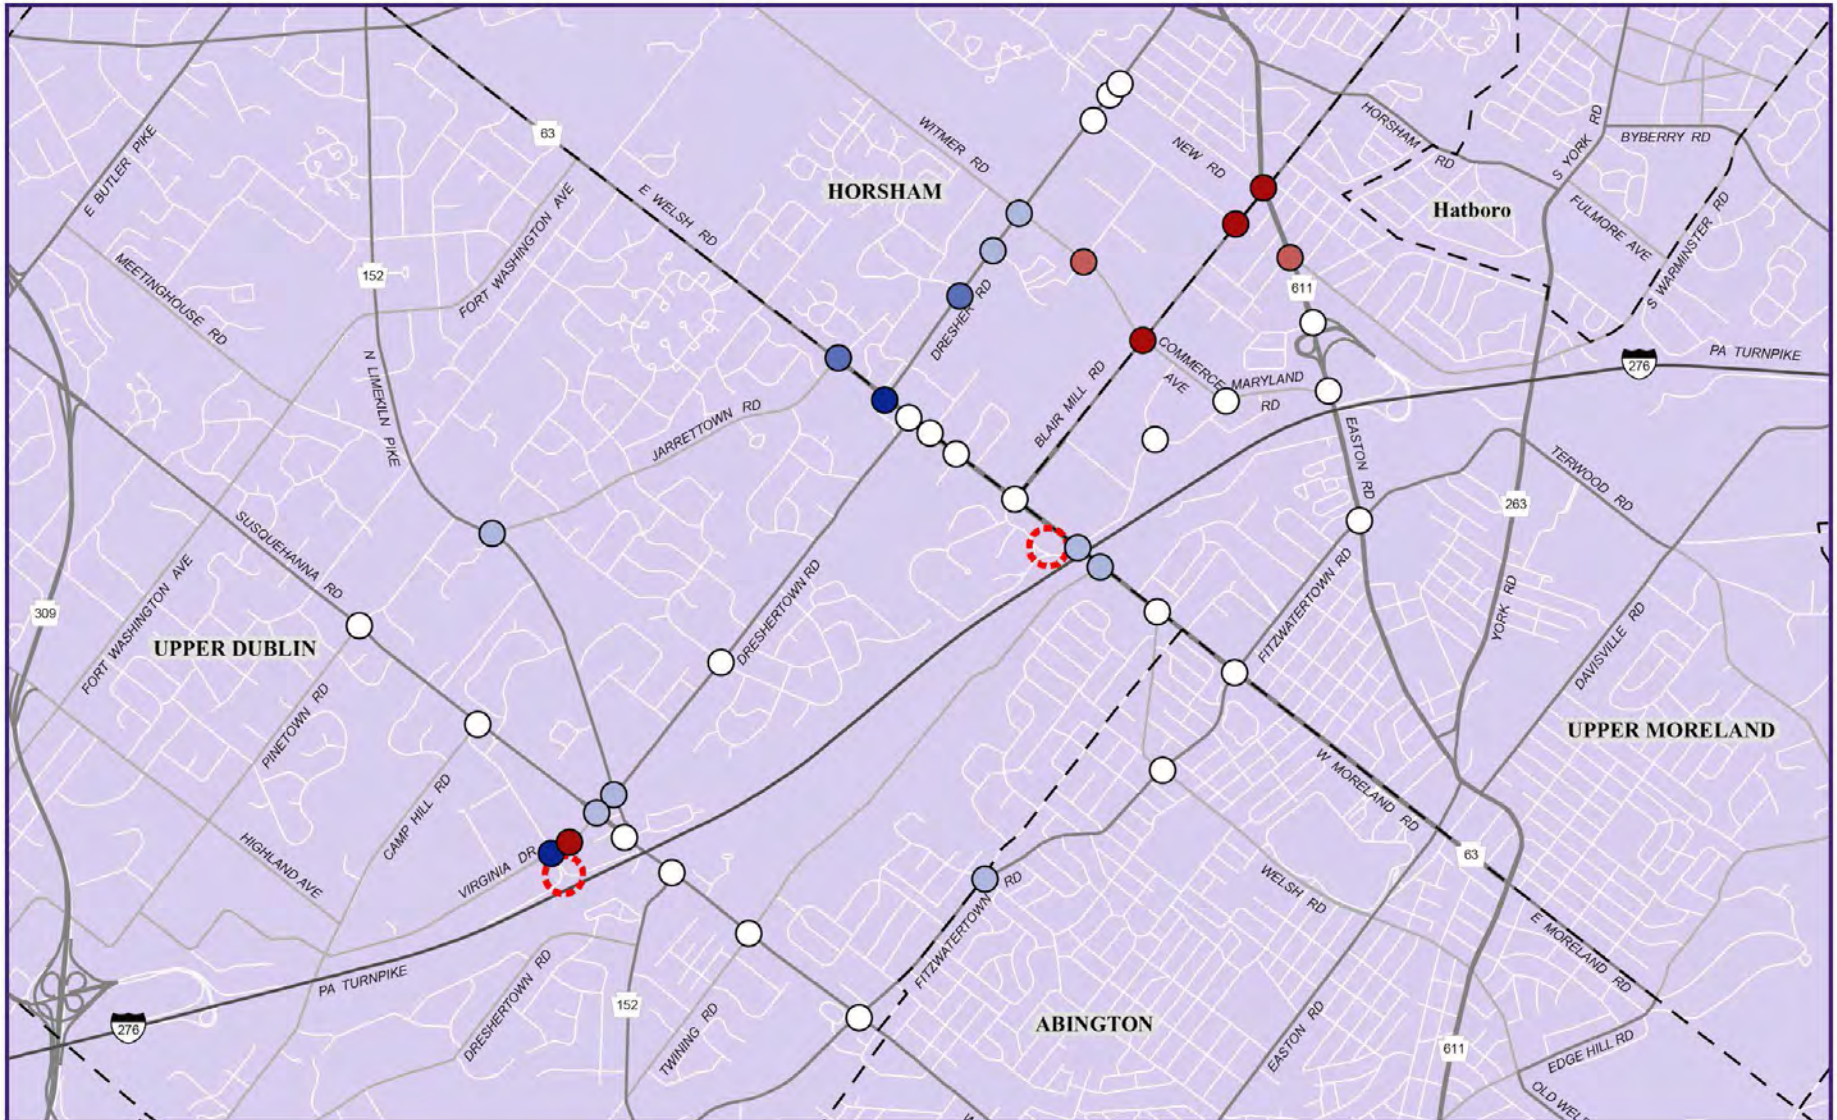 E BUTLER PIKE
63
WITMER RD
NEW RD
HORSHAM RD
S YORK RD
BYBERRY RD
HORSHAM
E WELSH RD
Hatboro
FULMORE AVE
S WARMINSTER RD
FORT WASHINGTON AVE
MEETINGHOUSE RD
152
611
DRESHER RD
PA TURNPIKE
276
N LIMEKILN PIKE
COMMERCE AVE
MARYLAND RD
BLAIR MILL RD
JARRETTOWN RD
EASTON RD
TERWOOD RD
263
SUSQUEHANNA RD
FORT WASHINGTON AVE
309
DRESHERTOWN RD
FITZWATERTOWN RD
YORK RD
DAVISVILLE RD
UPPER DUBLIN
PINETOWN RD
UPPER MORELAND
W MORELAND RD
CAMP HILL RD
HIGHLAND AVE
VIRGINIA DR
63
WELSH RD
FITZWATERTOWN RD
E MORELAND RD
PA TURNPIKE
276
DRESHERTOWN RD
152
TWINING RD
ABINGTON
EASTON RD
611
EDGE HILL RD
OLD WEL